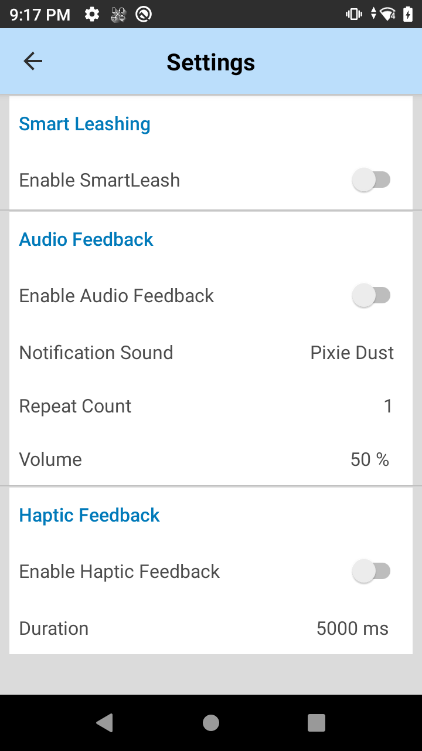 9:17 PM
Settings
Smart Leashing
Enable SmartLeash
Audio Feedback
Enable Audio Feedback
Notification Sound Pixie Dust
Repeat Count 1
Volume 50 %
Haptic Feedback
Enable Haptic Feedback
Duration 5000 ms